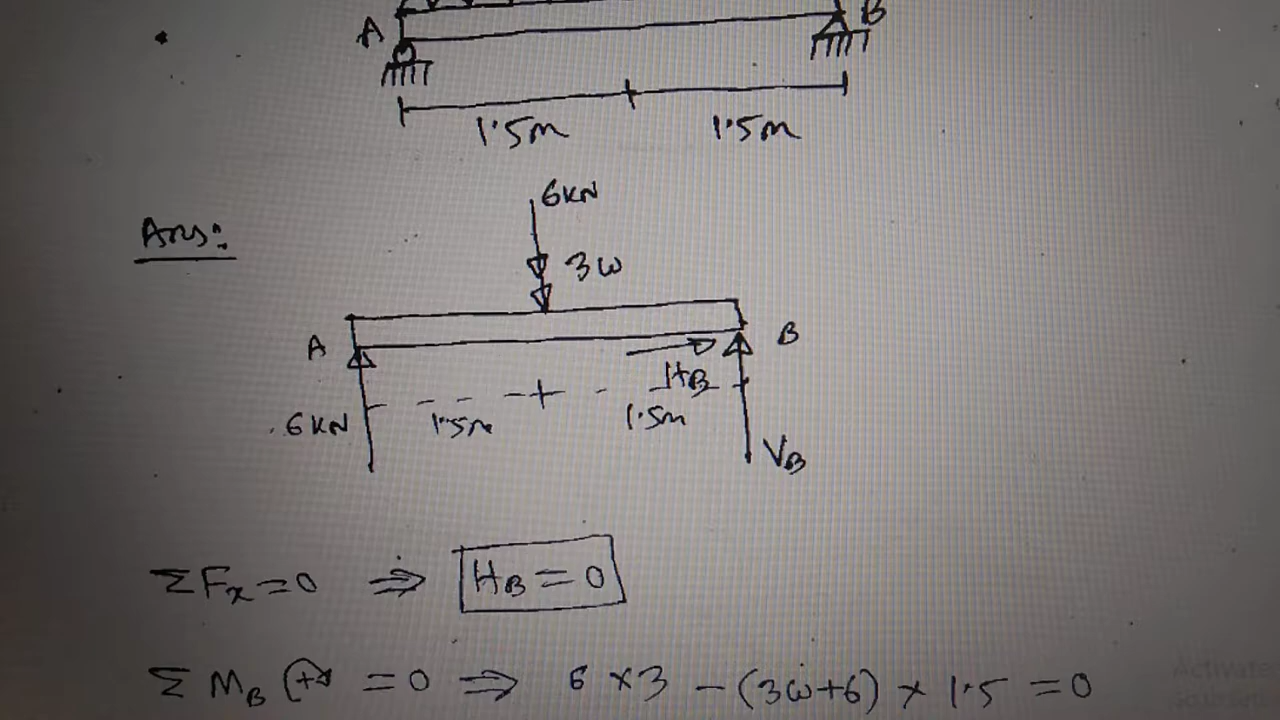 A B
1.5m 1.5m
6KN
Ans:
3ω
A B
HB
6KN 1.5m 1.5m
VB
ΣFx=0 ⇒ HB=0
ΣMB (+ =0 ⇒ 6×3 -(3ω+6)×1.5=0
Activate